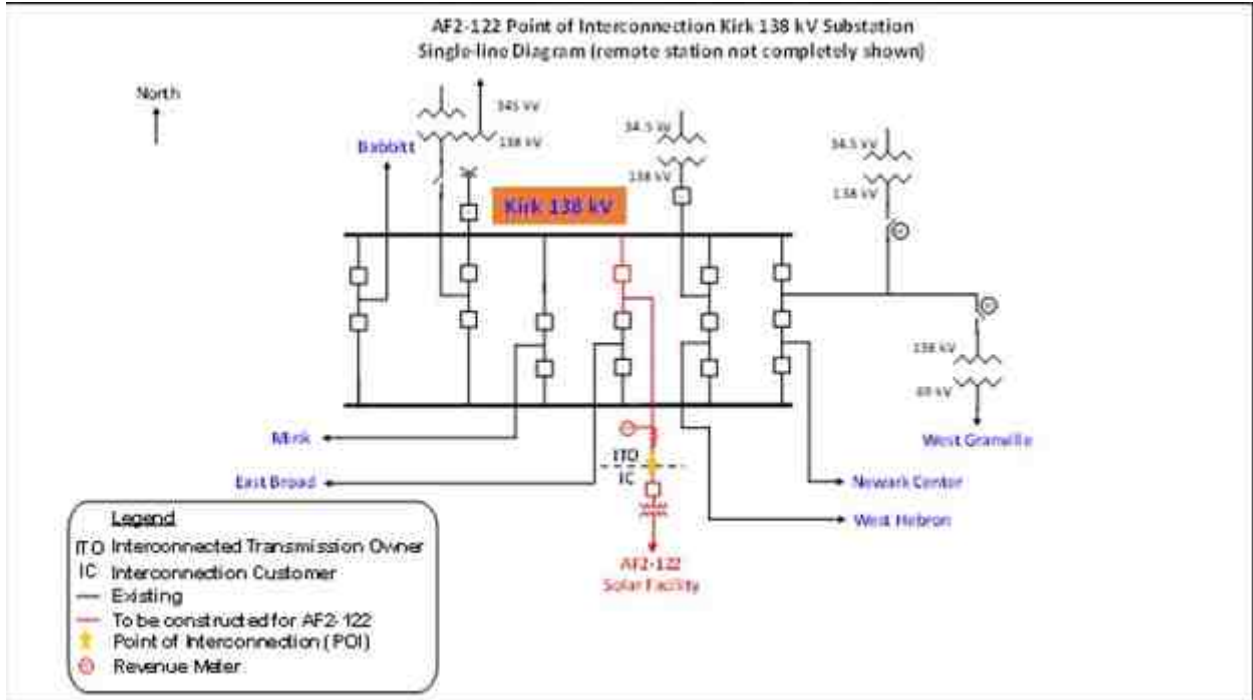 AF2-122 Point of Interconnection Kirk 138 kV Substation
Single-line Diagram (remote station not completely shown)
North
345 kV
138 kV
Babbitt
34.5 kV
138 kV
34.5 kV
138 kV
Kirk 138 kV
138 kV
69 kV
West Granville
Mink
East Broad
ITO
IC
Newark Center
West Hebron
AF2-122
Solar Facility
Legend
ITO Interconnected Transmission Owner
IC Interconnection Customer
Existing
To be constructed for AF2-122
Point of Interconnection (POI)
Revenue Meter